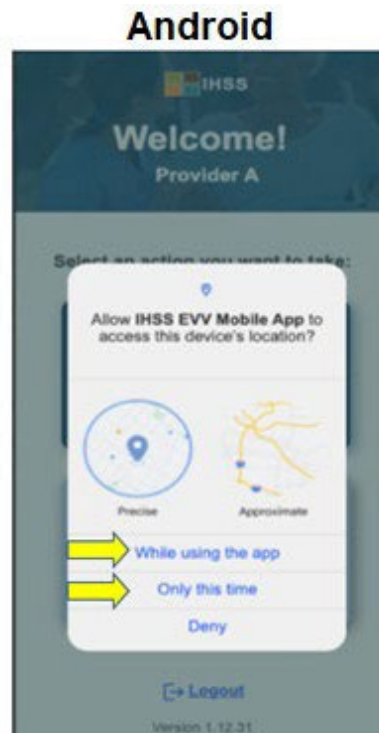 Android
IHSS
Welcome!
Provider A
Select an action you want to take:
Allow IHSS EVV Mobile App to
access this device's location?
Precise
Approximate
While using the app
Only this time
Deny
Logout
Version 1.12.31